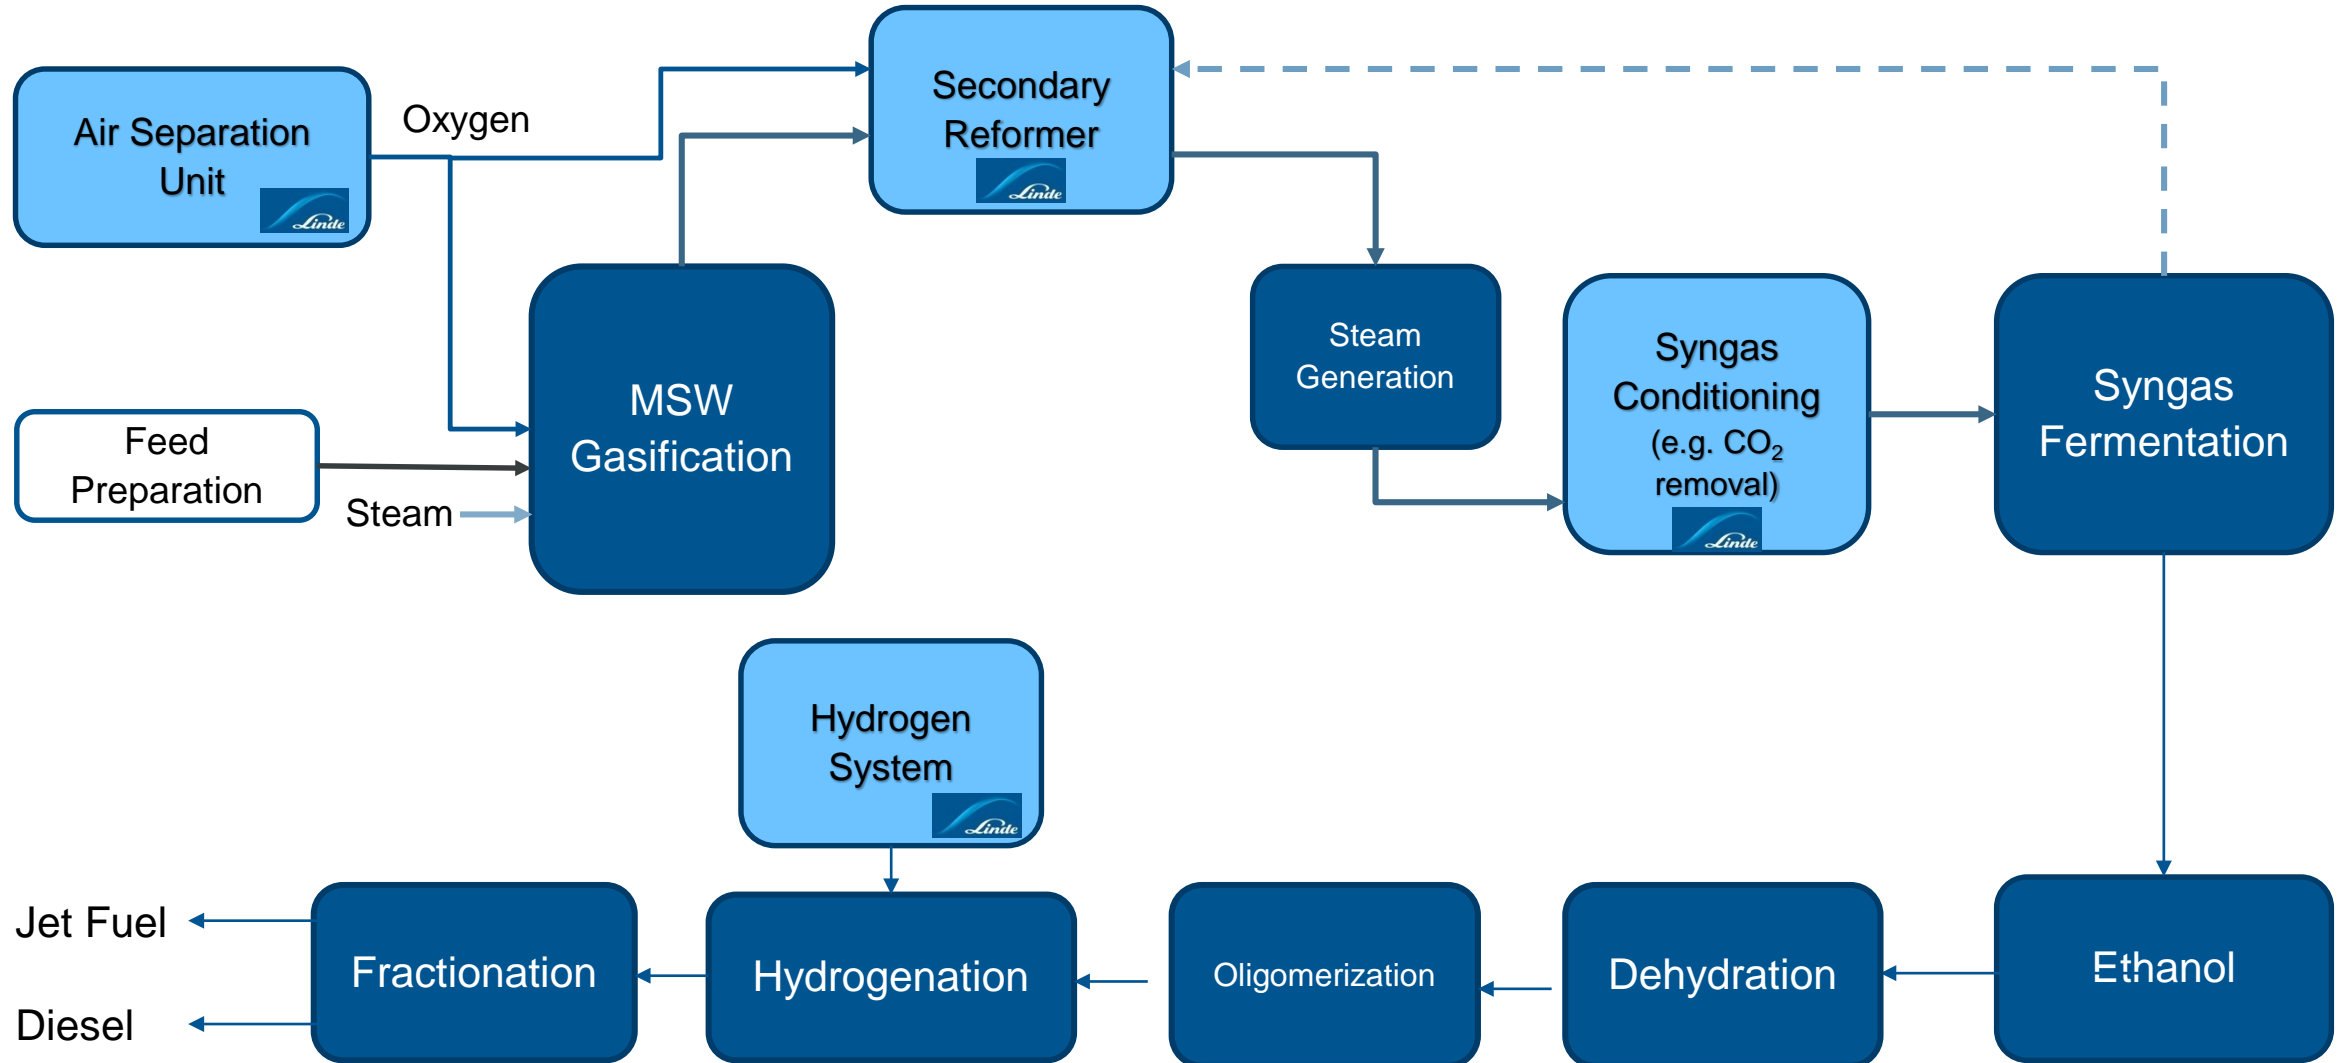 Air Separation
Unit
Linde
Oxygen
Secondary
Reformer
Linde
Feed
Preparation
Steam
MSW
Gasification
Steam
Generation
Syngas
Conditioning
(e.g. CO₂
removal)
Linde
Syngas
Fermentation
Hydrogen
System
Linde
Jet Fuel
Diesel
Fractionation
Hydrogenation
Oligomerization
Dehydration
Ethanol